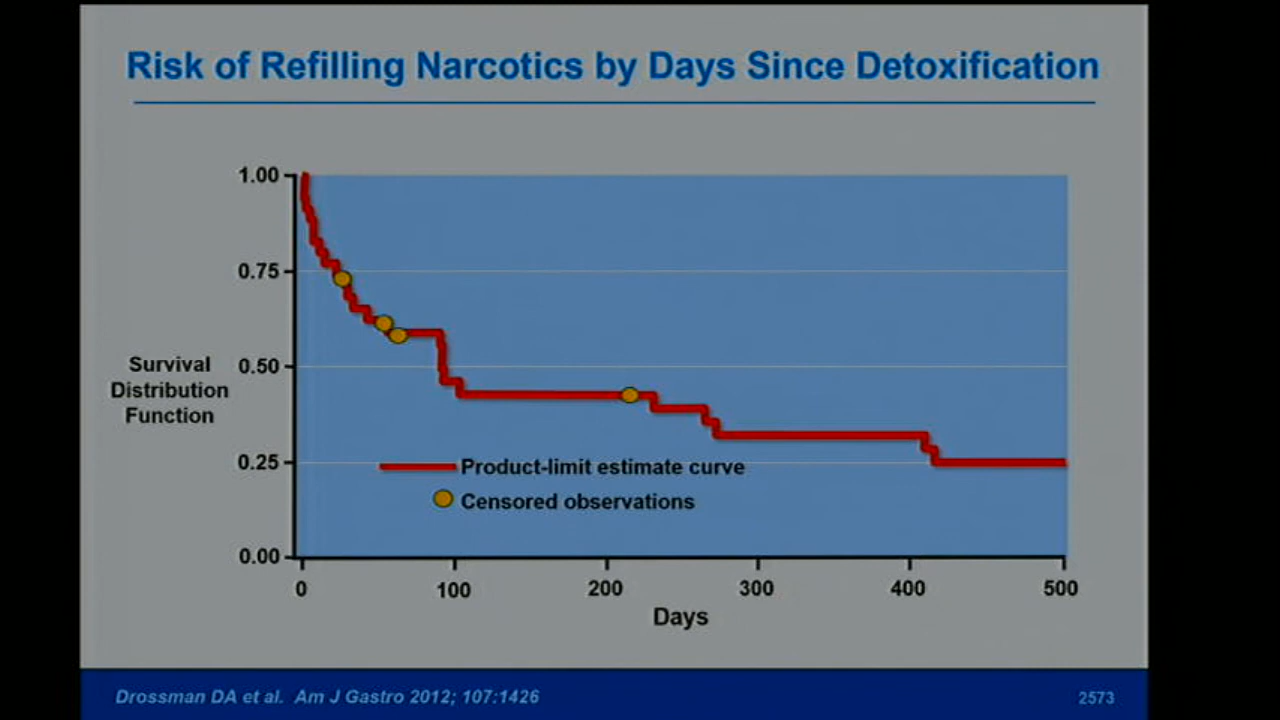 Risk of Refilling Narcotics by Days Since Detoxification
1.00
0.75
0.50
0.25
0.00
Survival
Distribution
Function
Product-limit estimate curve
Censored observations
0 100 200 300 400 500
Days
Drossman DA et al. Am J Gastro 2012; 107:1426
2573